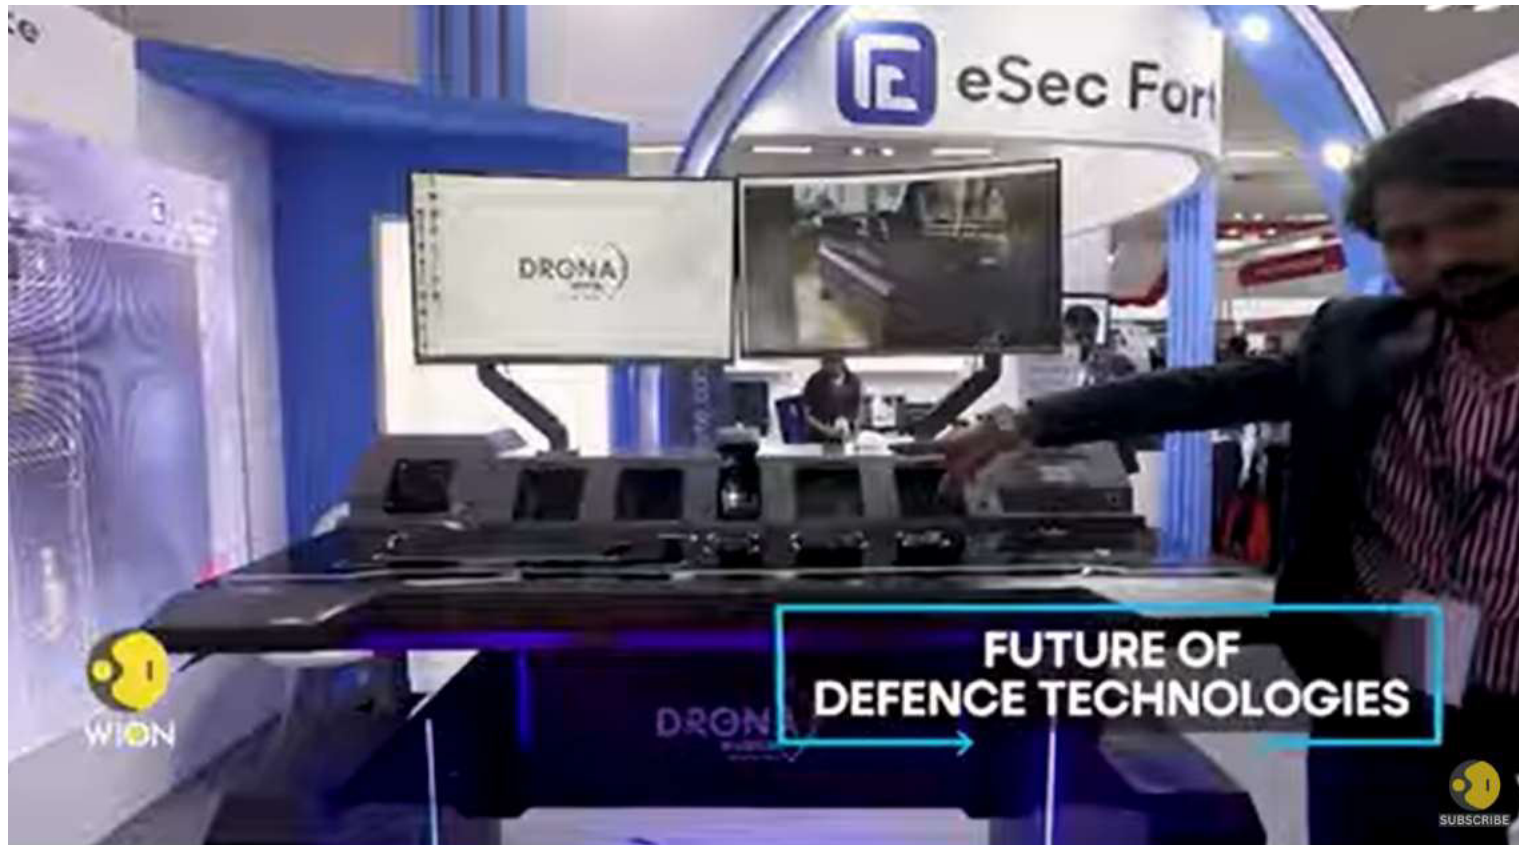 eSec Fort
DRONA
DRONA
FUTURE OF
DEFENCE TECHNOLOGIES
WION
SUBSCRIBE